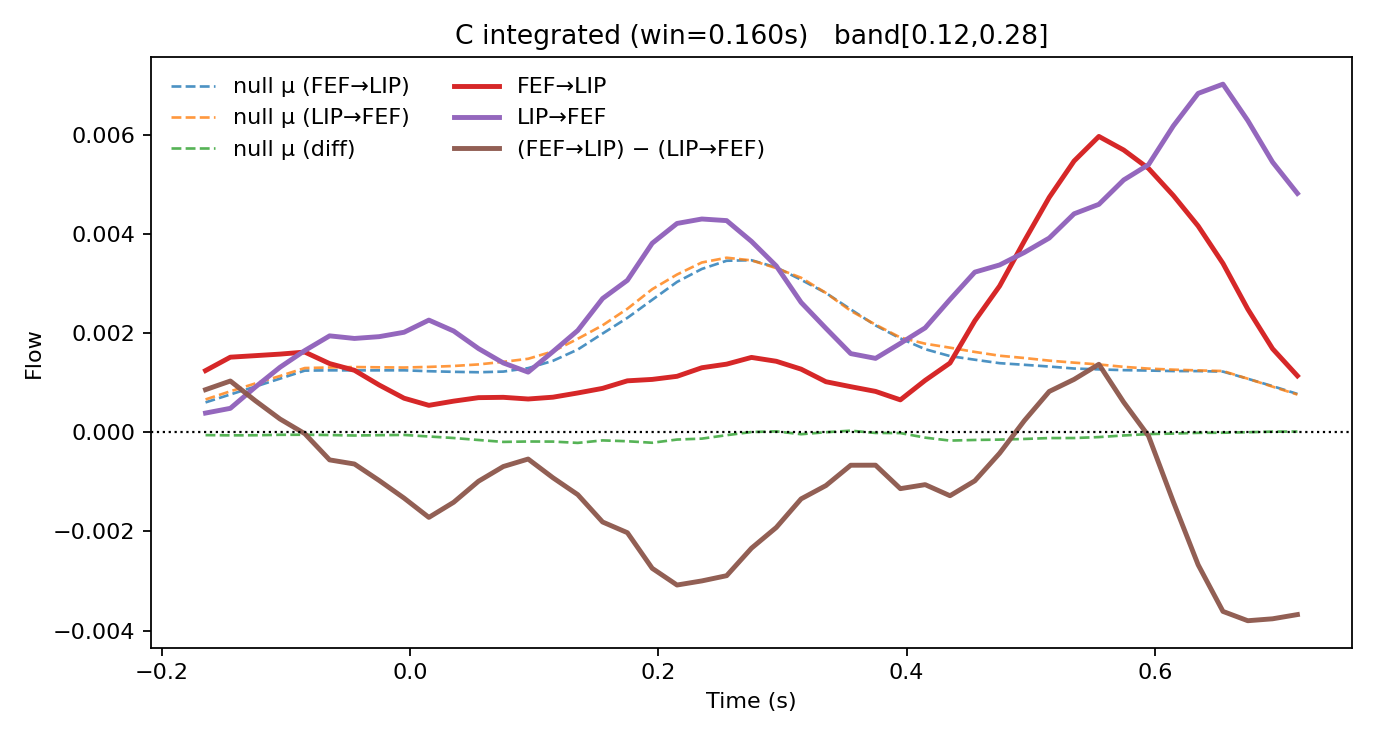 C integrated (win=0.160s)   band[0.12,0.28]
null μ (FEF→LIP)
null μ (LIP→FEF)
null μ (diff)
FEF→LIP
LIP→FEF
(FEF→LIP) − (LIP→FEF)
Flow
0.006
0.004
0.002
0.000
−0.002
−0.004
−0.2
0.0
0.2
0.4
0.6
Time (s)